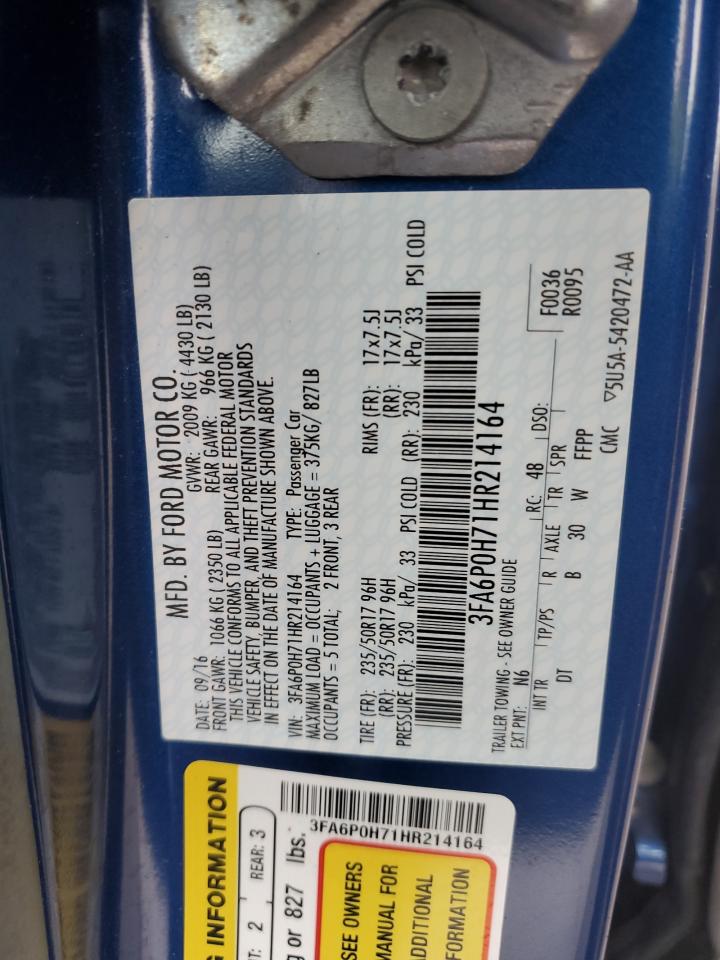 MFD. BY FORD MOTOR CO.
DATE: 09/16 GVWR: 2009 KG ( 4430 LB)
FRONT GAWR: 1066 KG ( 2350 LB) REAR GAWR: 966 KG ( 2130 LB)
THIS VEHICLE CONFORMS TO ALL APPLICABLE FEDERAL MOTOR
VEHICLE SAFETY, BUMPER, AND THEFT PREVENTION STANDARDS
IN EFFECT ON THE DATE OF MANUFACTURE SHOWN ABOVE.
VIN: 3FA6P0H71HR214164 TYPE: Passenger Car
MAXIMUM LOAD = OCCUPANTS + LUGGAGE = 375KG/ 827LB
OCCUPANTS = 5 TOTAL; 2 FRONT, 3 REAR
TIRE (FR): 235/50R17 96H RIMS (FR): 17x7.5J
(RR): 235/50R17 96H (RR): 17x7.5J
PRESSURE (FR): 230 kPa/ 33 PSI COLD (RR): 230 kPa/ 33 PSI COLD
3FA6P0H71HR214164
TRAILER TOWING - SEE OWNER GUIDE
EXT PNT: N6 RC: 48 DSO: F0036
R0095
INT TR TP/PS R AXLE TR SPR
DT B 30 W FFPP
CMC ▽5U5A-5420472-AA
G INFORMATION
T: 2 REAR: 3
g or 827 lbs.
3FA6P0H71HR214164
SEE OWNERS
MANUAL FOR
ADDITIONAL
FORMATION